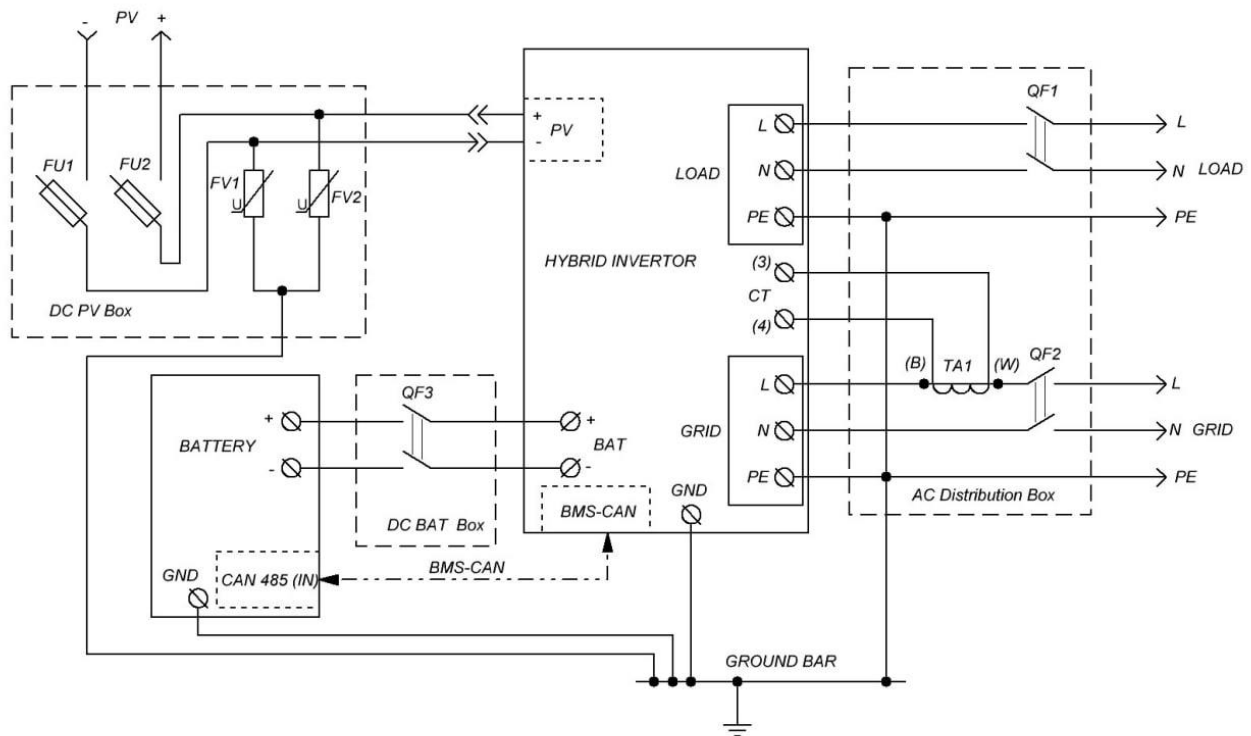 - PV +
QF1
L
+
PV
-
L
FU1
FU2
FV1
U
U
FV2
LOAD
N
N LOAD
PE
PE
(3)
HYBRID INVERTOR
CT
DC PV Box
(4)
(B)
TA1
(W)
QF2
L
L
QF3
+
+
BATTERY
BAT
GRID
N
N GRID
-
-
PE
PE
GND
AC Distribution Box
BMS-CAN
DC BAT Box
BMS-CAN
GND
CAN 485 (IN)
GROUND BAR